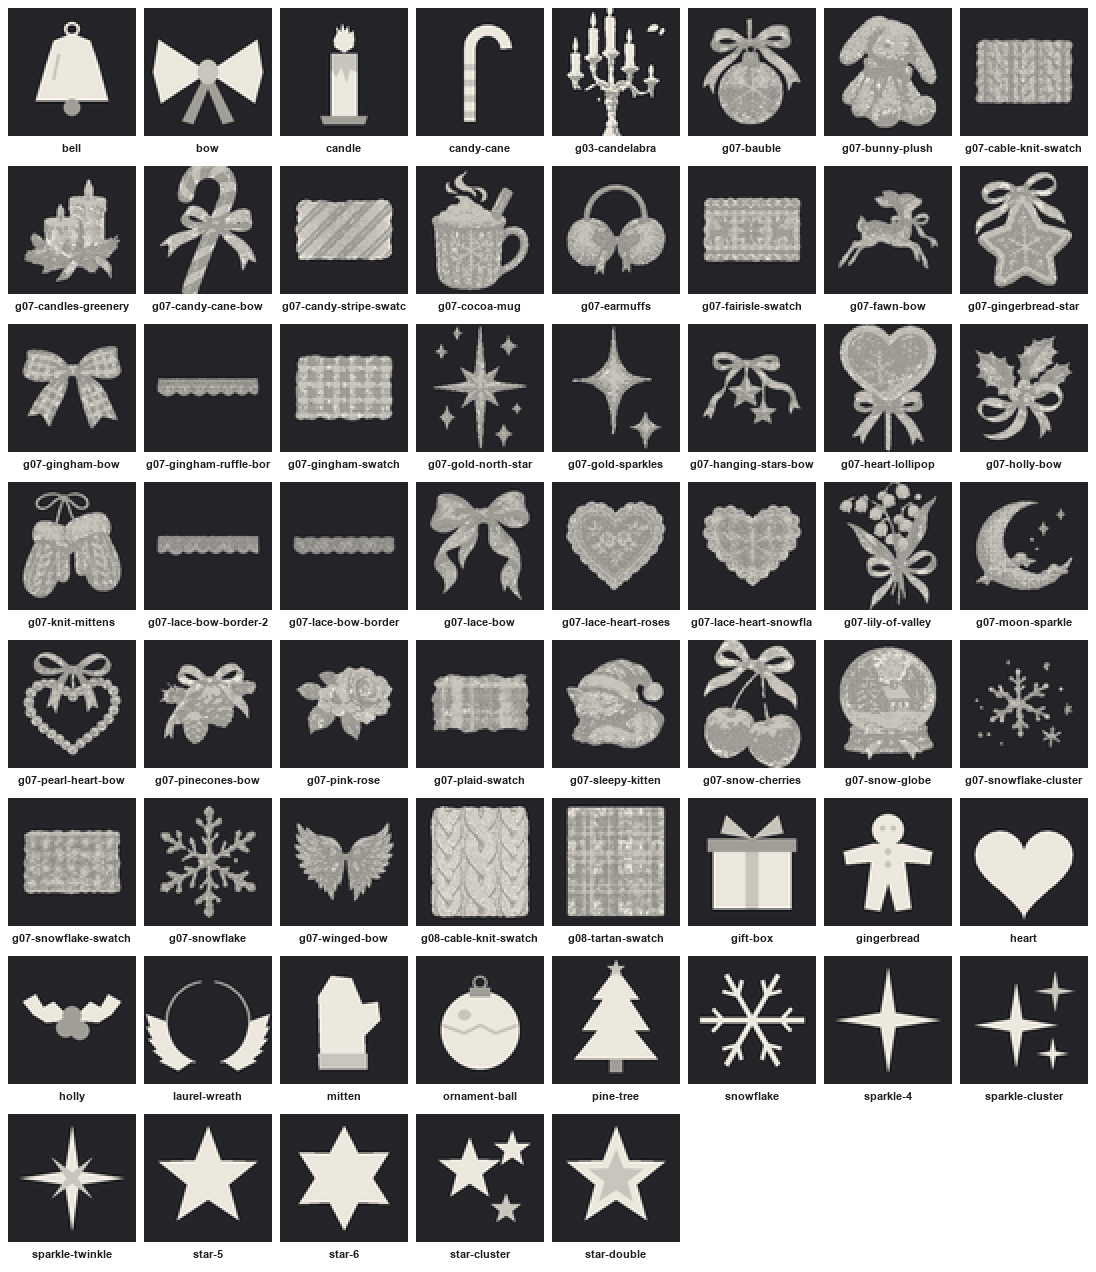 bell bow candle candy-cane g03-candelabra g07-bauble g07-bunny-plush g07-cable-knit-swatch
g07-candles-greenery g07-candy-cane-bow g07-candy-stripe-swatc g07-cocoa-mug g07-earmuffs g07-fairisle-swatch g07-fawn-bow g07-gingerbread-star
g07-gingham-bow g07-gingham-ruffle-bor g07-gingham-swatch g07-gold-north-star g07-gold-sparkles g07-hanging-stars-bow g07-heart-lollipop g07-holly-bow
g07-knit-mittens g07-lace-bow-border-2 g07-lace-bow-border g07-lace-bow g07-lace-heart-roses g07-lace-heart-snowfla g07-lily-of-valley g07-moon-sparkle
g07-pearl-heart-bow g07-pinecones-bow g07-pink-rose g07-plaid-swatch g07-sleepy-kitten g07-snow-cherries g07-snow-globe g07-snowflake-cluster
g07-snowflake-swatch g07-snowflake g07-winged-bow g08-cable-knit-swatch g08-tartan-swatch gift-box gingerbread heart
holly laurel-wreath mitten ornament-ball pine-tree snowflake sparkle-4 sparkle-cluster
sparkle-twinkle star-5 star-6 star-cluster star-double